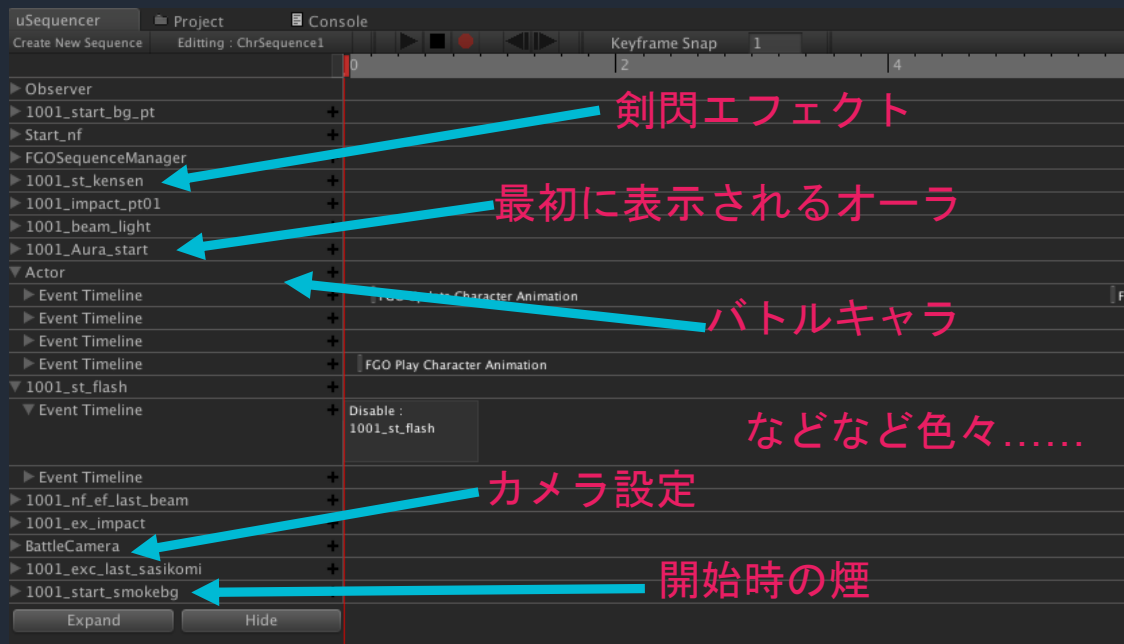 uSequencer Project Console
Create New Sequence Editting : ChrSequence1 Keyframe Snap 1
0 2 4
Observer
1001_start_bg_pt
剣閃エフェクト
Start_nf
FGOSequenceManager
1001_st_kensen
1001_impact_pt01
最初に表示されるオーラ
1001_beam_light
1001_Aura_start
Actor
Event Timeline FGO Update Character Animation F
Event Timeline
バトルキャラ
Event Timeline
Event Timeline FGO Play Character Animation
1001_st_flash
Event Timeline Disable :
1001_st_flash
などなど色々……
Event Timeline
カメラ設定
1001_nf_ef_last_beam
1001_ex_impact
BattleCamera
1001_exc_last_sasikomi
開始時の煙
1001_start_smokebg
Expand Hide